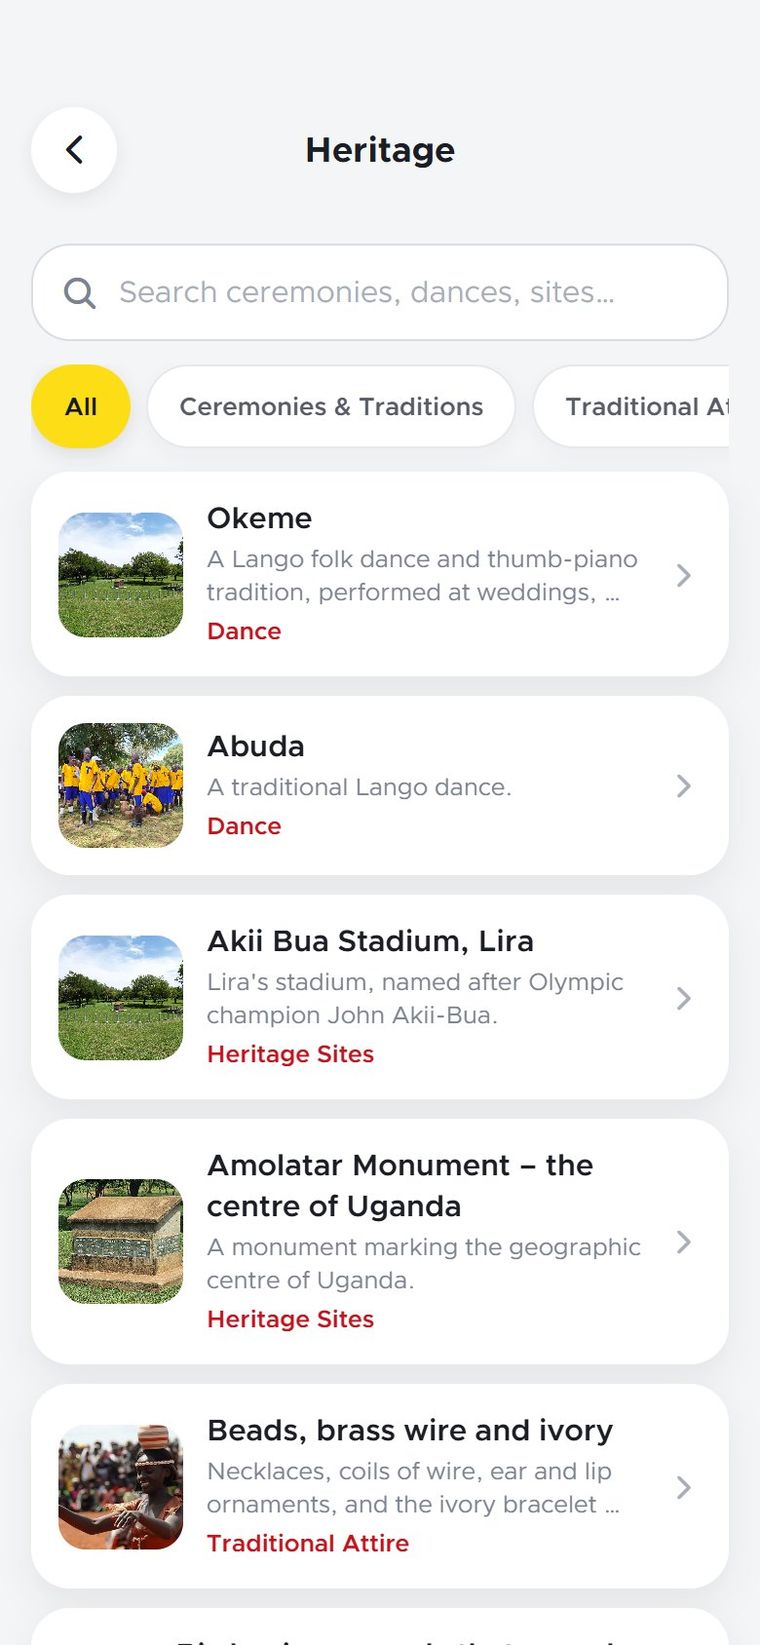 Heritage
Search ceremonies, dances, sites...
All
Ceremonies & Traditions
Traditional
Okeme
A Lango folk dance and thumb-piano
tradition, performed at weddings, ...
Dance
Abuda
A traditional Lango dance.
Dance
Akii Bua Stadium, Lira
Lira's stadium, named after Olympic
champion John Akii-Bua.
Heritage Sites
Amolatar Monument – the
centre of Uganda
A monument marking the geographic
centre of Uganda.
Heritage Sites
Beads, brass wire and ivory
Necklaces, coils of wire, ear and lip
ornaments, and the ivory bracelet ...
Traditional Attire